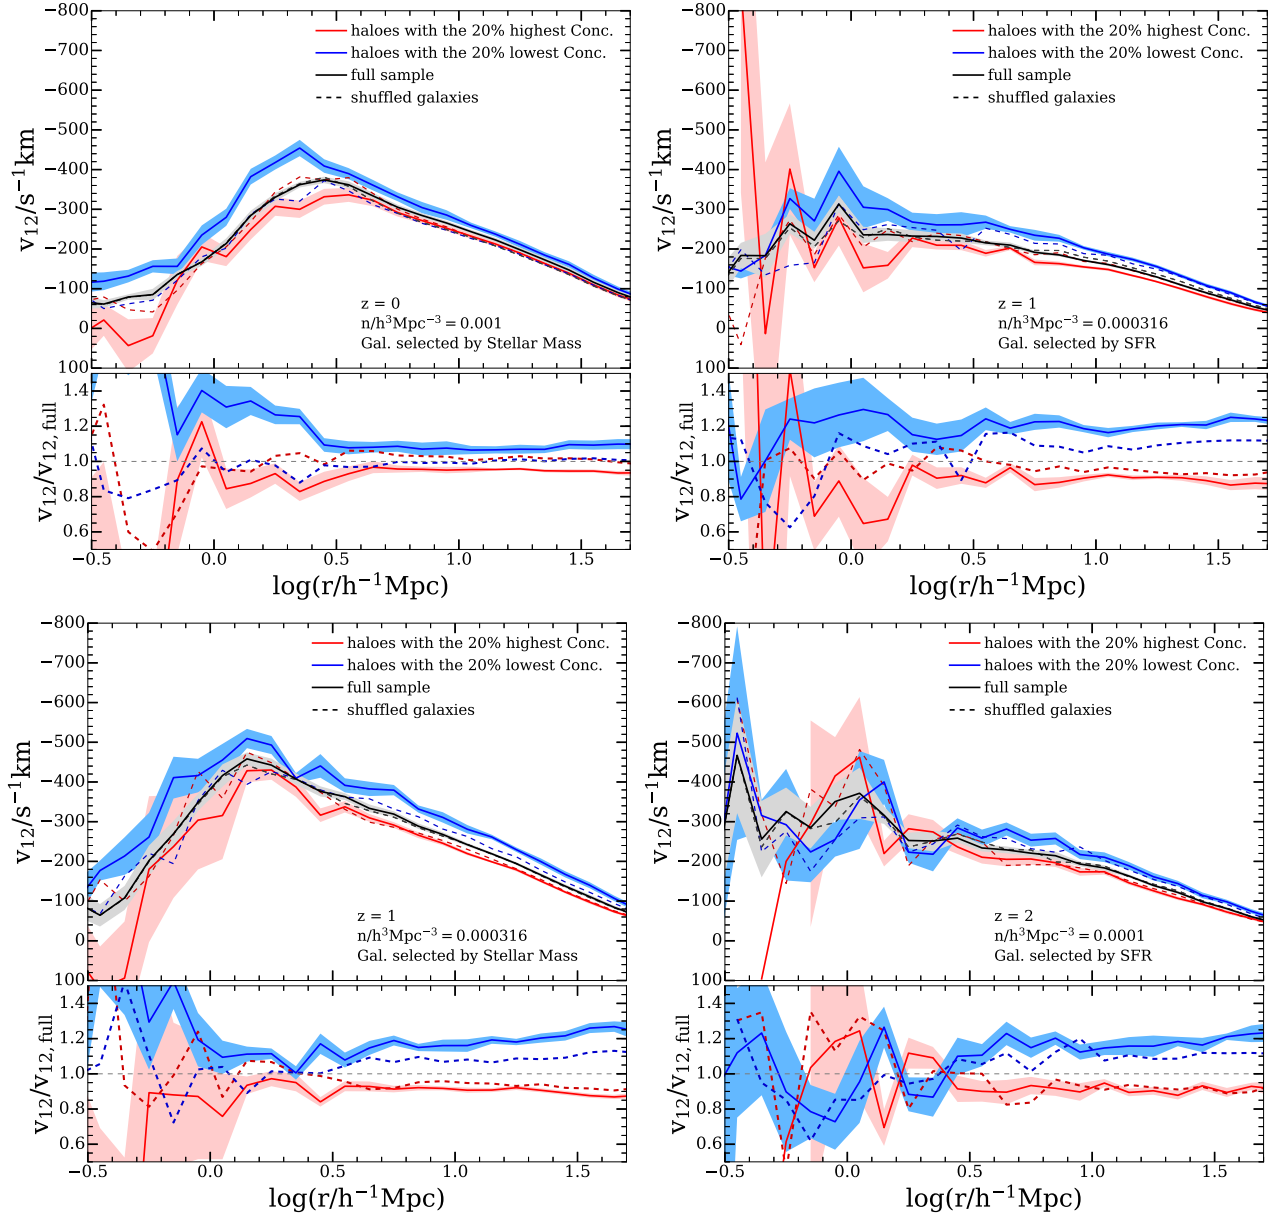 −800
−700
−600
−500
−400
−300
−200
−100
0
100
v₁₂/s⁻¹km
haloes with the 20% highest Conc.
haloes with the 20% lowest Conc.
full sample
shuffled galaxies
z = 0
n/h³Mpc⁻³ = 0.001
Gal. selected by Stellar Mass
1.4
1.2
1.0
0.8
0.6
v₁₂/v₁₂, full
−0.5 0.0 0.5 1.0 1.5
log(r/h⁻¹Mpc)
−800
−700
−600
−500
−400
−300
−200
−100
0
100
v₁₂/s⁻¹km
haloes with the 20% highest Conc.
haloes with the 20% lowest Conc.
full sample
shuffled galaxies
z = 1
n/h³Mpc⁻³ = 0.000316
Gal. selected by SFR
1.4
1.2
1.0
0.8
0.6
v₁₂/v₁₂, full
−0.5 0.0 0.5 1.0 1.5
log(r/h⁻¹Mpc)
−800
−700
−600
−500
−400
−300
−200
−100
0
100
v₁₂/s⁻¹km
haloes with the 20% highest Conc.
haloes with the 20% lowest Conc.
full sample
shuffled galaxies
z = 1
n/h³Mpc⁻³ = 0.000316
Gal. selected by Stellar Mass
1.4
1.2
1.0
0.8
0.6
v₁₂/v₁₂, full
−0.5 0.0 0.5 1.0 1.5
log(r/h⁻¹Mpc)
−800
−700
−600
−500
−400
−300
−200
−100
0
100
v₁₂/s⁻¹km
haloes with the 20% highest Conc.
haloes with the 20% lowest Conc.
full sample
shuffled galaxies
z = 2
n/h³Mpc⁻³ = 0.0001
Gal. selected by SFR
1.4
1.2
1.0
0.8
0.6
v₁₂/v₁₂, full
−0.5 0.0 0.5 1.0 1.5
log(r/h⁻¹Mpc)